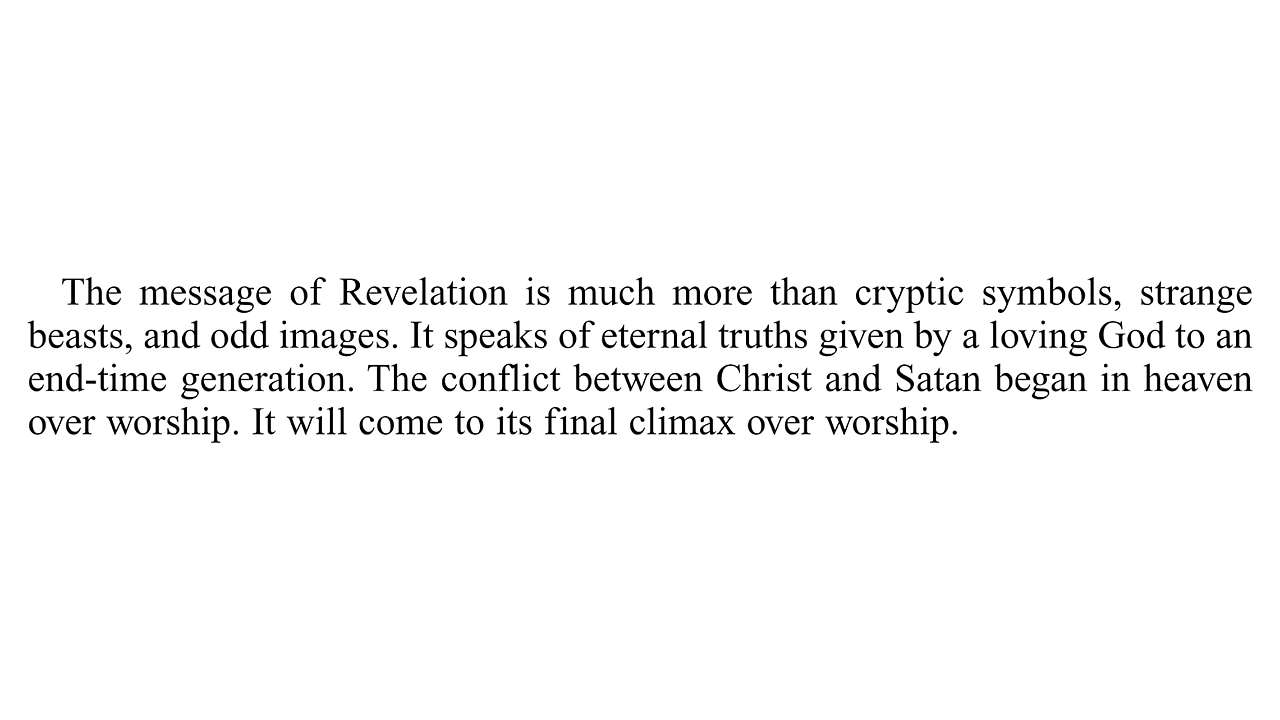 The message of Revelation is much more than cryptic symbols, strange
beasts, and odd images. It speaks of eternal truths given by a loving God to an
end-time generation. The conflict between Christ and Satan began in heaven
over worship. It will come to its final climax over worship.